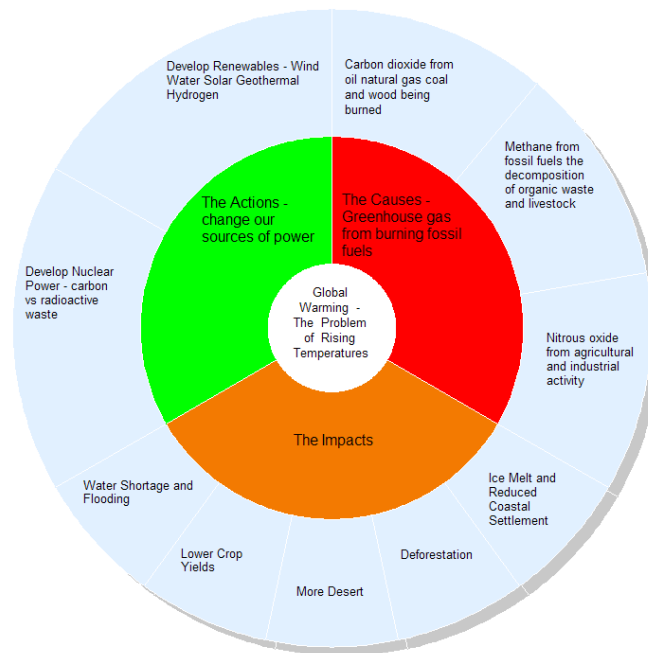 Global
Warming -
The Problem
of Rising
Temperatures
The Causes -
Greenhouse gas
from burning fossil
fuels
Carbon dioxide from
oil natural gas coal
and wood being
burned
Methane from
fossil fuels the
decomposition
of organic waste
and livestock
Nitrous oxide
from agricultural
and industrial
activity
The Impacts
Ice Melt and
Reduced
Coastal
Settlement
Deforestation
More Desert
Lower Crop
Yields
Water Shortage and
Flooding
The Actions -
change our
sources of power
Develop Nuclear
Power - carbon
vs radioactive
waste
Develop Renewables - Wind
Water Solar Geothermal
Hydrogen